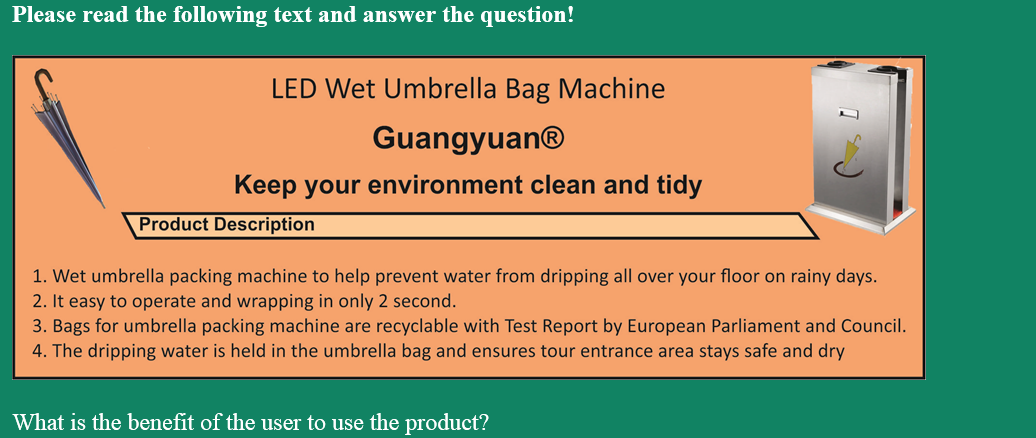 Please read the following text and answer the question!
LED Wet Umbrella Bag Machine
Guangyuan®
Keep your environment clean and tidy
Product Description
1. Wet umbrella packing machine to help prevent water from dripping all over your floor on rainy days.
2. It easy to operate and wrapping in only 2 second.
3. Bags for umbrella packing machine are recyclable with Test Report by European Parliament and Council.
4. The dripping water is held in the umbrella bag and ensures tour entrance area stays safe and dry
What is the benefit of the user to use the product?